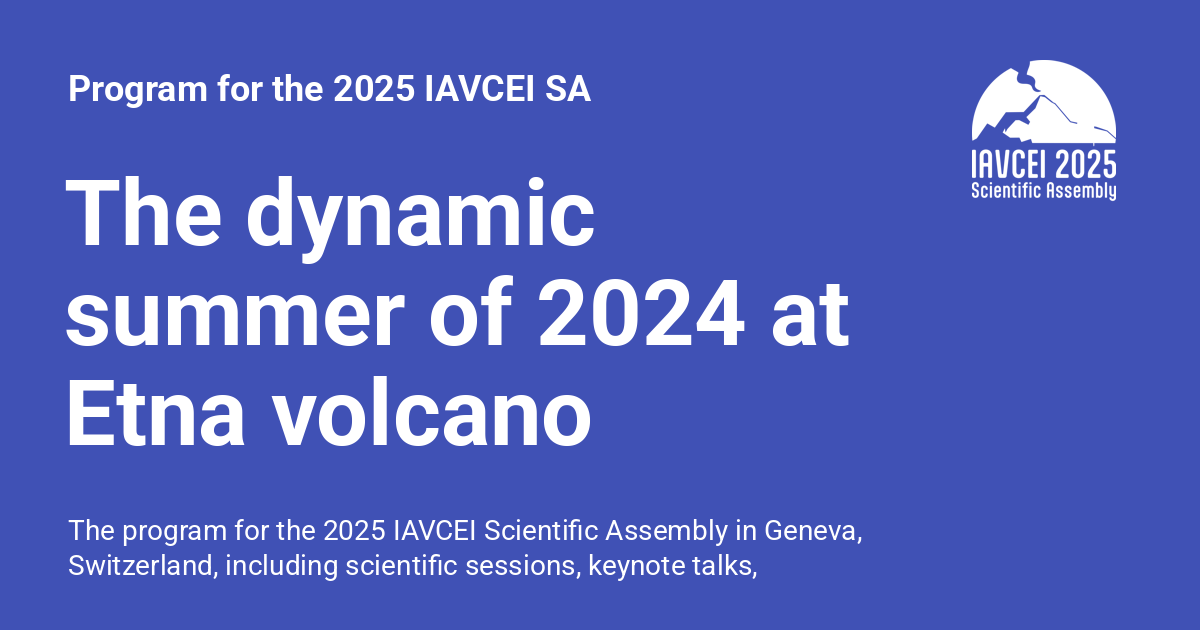 Program for the 2025 IAVCEI SA
IAVCEI 2025
Scientific Assembly
The dynamic
summer of 2024 at
Etna volcano
The program for the 2025 IAVCEI Scientific Assembly in Geneva,
Switzerland, including scientific sessions, keynote talks,